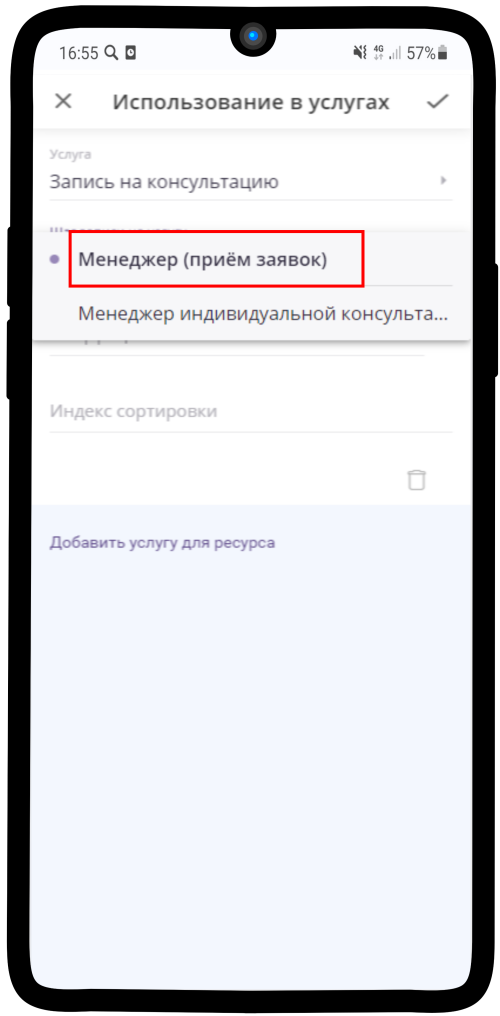 16:55
4G
57%
Использование в услугах
Услуга
Запись на консультацию
Менеджер (приём заявок)
Менеджер индивидуальной консульта...
Индекс сортировки
Добавить услугу для ресурса